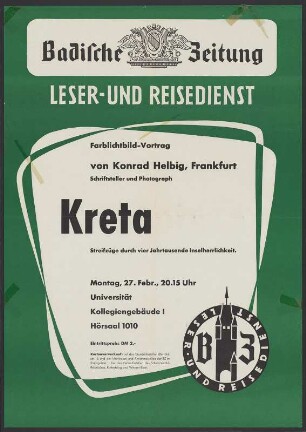 Badische Zeitung
LESER-UND REISEDIENST
Farblichtbild-Vortrag
von Konrad Helbig, Frankfurt
Schriftsteller und Photograph
Kreta
Streifzüge durch vier Jahrtausende Inselherrlichkeit.
Montag, 27. Febr., 20.15 Uhr
Universität
Kollegiengebäude I
Hörsaal 1010
Eintrittspreis: DM 2.-
Kartenvorverkauf:
B Z
LESER-UND REISEDIENST